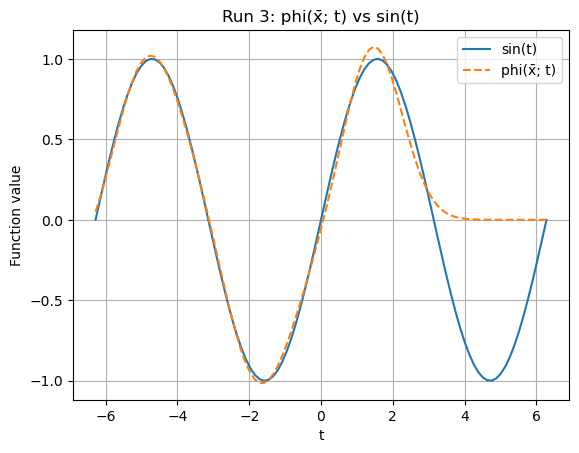 Run 3: phi(x̄; t) vs sin(t)
sin(t)
phi(x̄; t)
Function value
1.0
0.5
0.0
−0.5
−1.0
−6
−4
−2
0
2
4
6
t